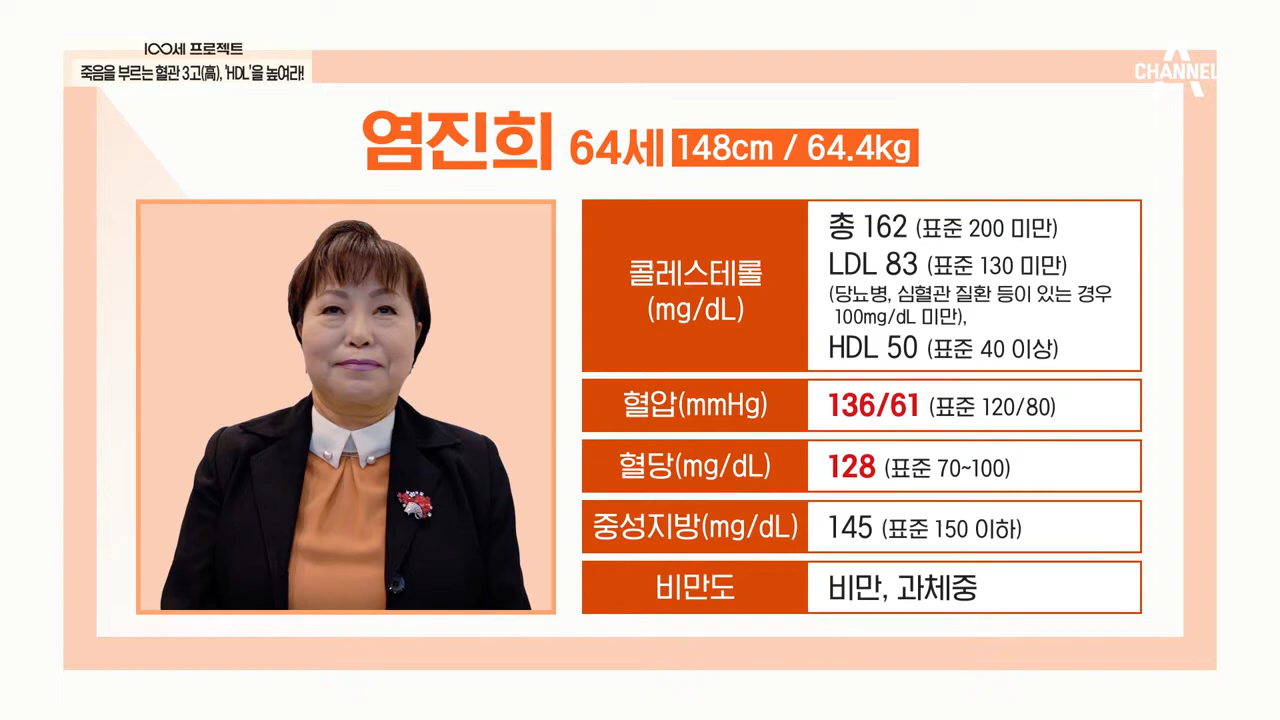 100세 프로젝트
죽음을 부르는 혈관 3고(高), 'HDL'을 높여라!
CHANNEL A
염진희 64세 148cm / 64.4kg
콜레스테롤
(mg/dL)
총 162 (표준 200 미만)
LDL 83 (표준 130 미만)
(당뇨병, 심혈관 질환 등이 있는 경우
100mg/dL 미만),
HDL 50 (표준 40 이상)
혈압(mmHg)
136/61 (표준 120/80)
혈당(mg/dL)
128 (표준 70~100)
중성지방(mg/dL)
145 (표준 150 이하)
비만도
비만, 과체중